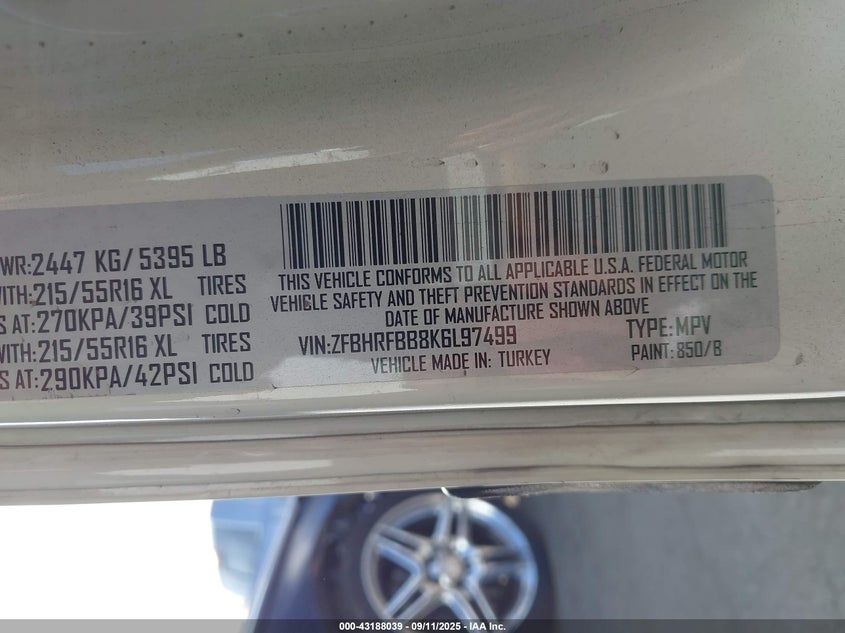 WR:2447 KG/ 5395 LB
WITH:215/55R16 XL TIRES
S AT:270KPA/39PSI COLD
WITH:215/55R16 XL TIRES
S AT:290KPA/42PSI COLD
THIS VEHICLE CONFORMS TO ALL APPLICABLE U.S.A. FEDERAL MOTOR
VEHICLE SAFETY AND THEFT PREVENTION STANDARDS IN EFFECT ON THE
DATE OF MANUFACTURE SHOWN ABOVE
VIN:ZFBHRFBB8K6L97499 TYPE:MPV
VEHICLE MADE IN: TURKEY PAINT: 850/B
000-43188039 - 09/11/2025 - IAA Inc.